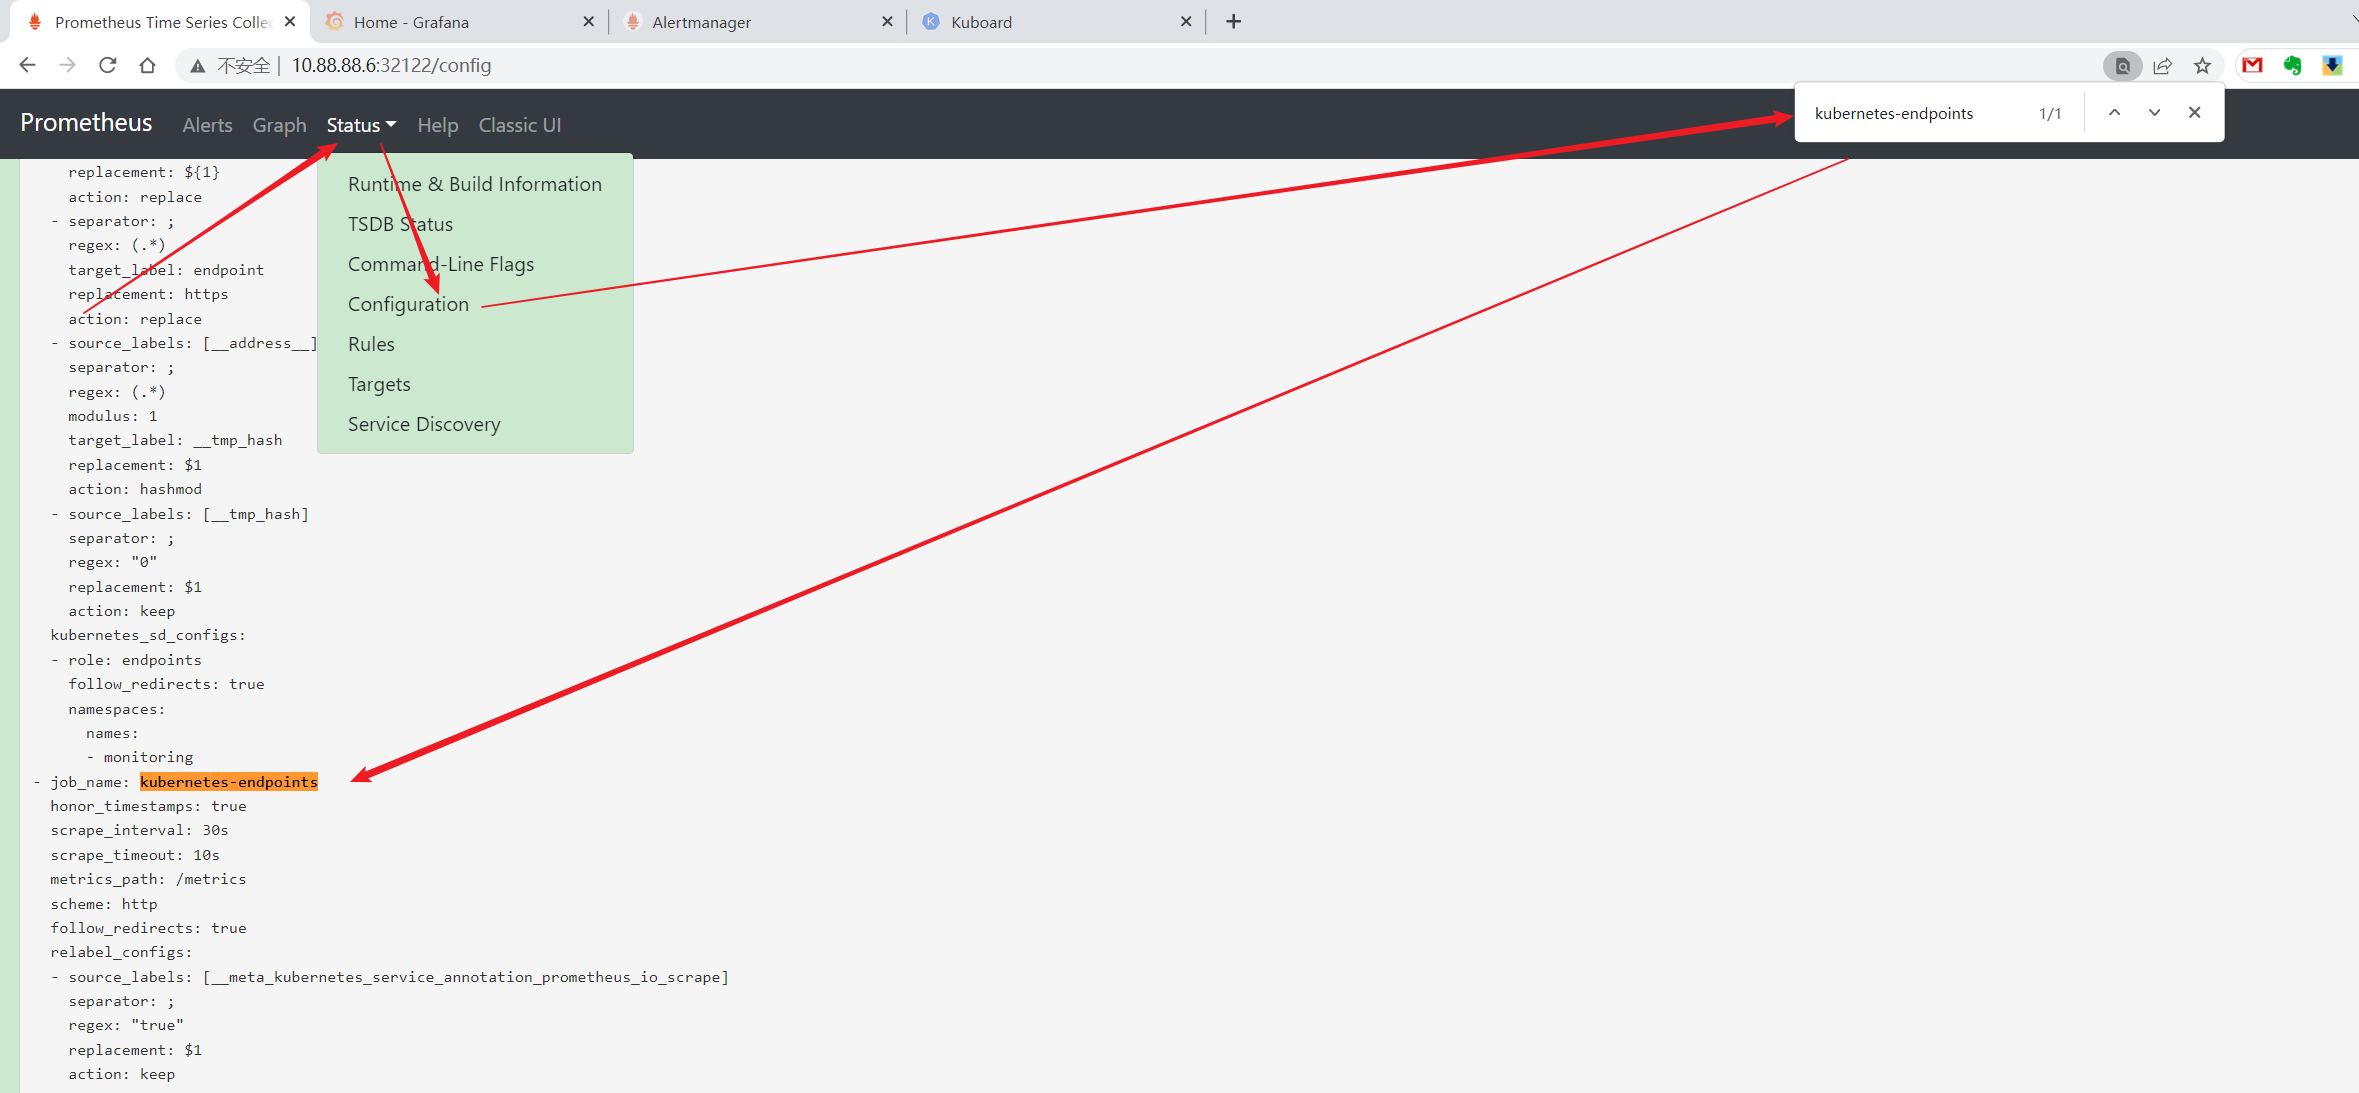 Prometheus Time Series Collec
Home - Grafana
Alertmanager
Kuboard
不安全 | 10.88.88.6:32122/config
kubernetes-endpoints 1/1
Prometheus Alerts Graph Status Help Classic UI
Runtime & Build Information
TSDB Status
Command-Line Flags
Configuration
Rules
Targets
Service Discovery
replacement: ${1}
action: replace
- separator: ;
regex: (.*)
target_label: endpoint
replacement: https
action: replace
- source_labels: [__address__]
separator: ;
regex: (.*)
modulus: 1
target_label: __tmp_hash
replacement: $1
action: hashmod
- source_labels: [__tmp_hash]
separator: ;
regex: "0"
replacement: $1
action: keep
kubernetes_sd_configs:
- role: endpoints
follow_redirects: true
namespaces:
names:
- monitoring
- job_name: kubernetes-endpoints
honor_timestamps: true
scrape_interval: 30s
scrape_timeout: 10s
metrics_path: /metrics
scheme: http
follow_redirects: true
relabel_configs:
- source_labels: [__meta_kubernetes_service_annotation_prometheus_io_scrape]
separator: ;
regex: "true"
replacement: $1
action: keep